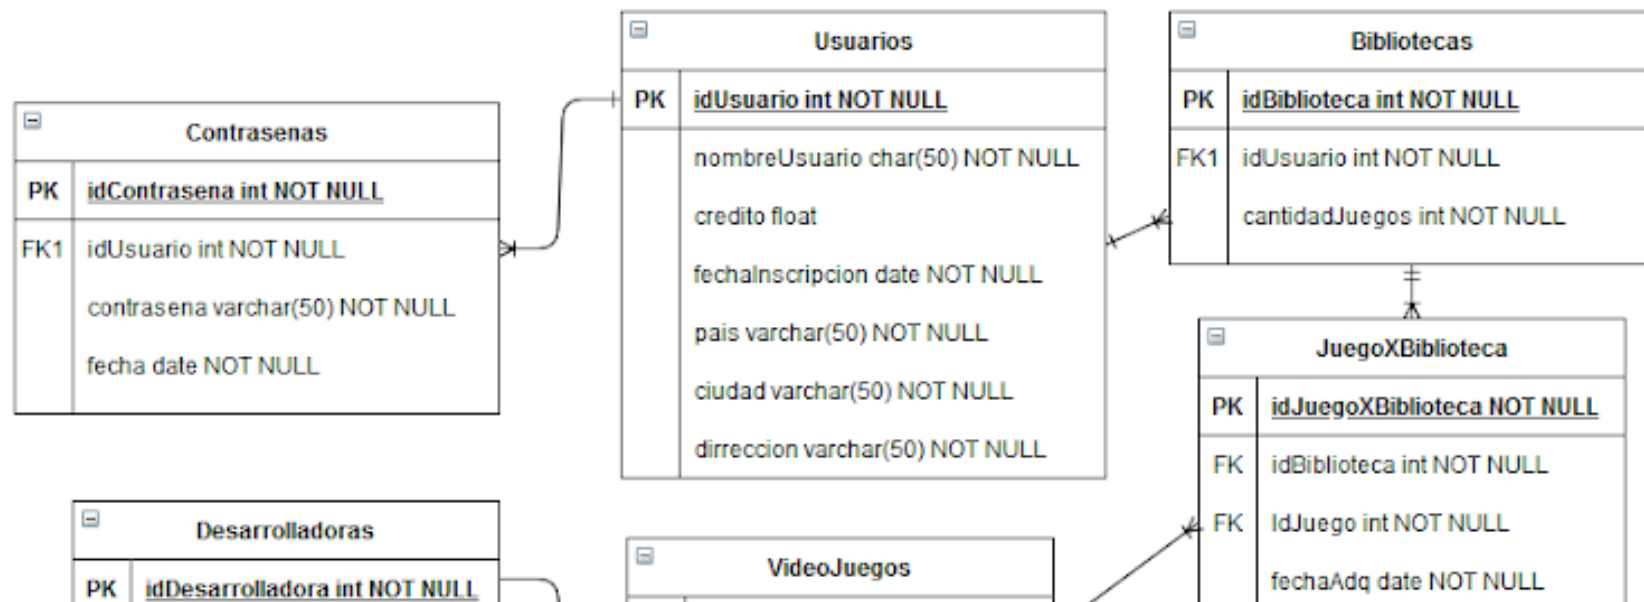 Contrasenas
PK idContrasena int NOT NULL
FK1 idUsuario int NOT NULL
contrasena varchar(50) NOT NULL
fecha date NOT NULL
Usuarios
PK idUsuario int NOT NULL
nombreUsuario char(50) NOT NULL
credito float
fechaInscripcion date NOT NULL
pais varchar(50) NOT NULL
ciudad varchar(50) NOT NULL
dirreccion varchar(50) NOT NULL
Bibliotecas
PK idBiblioteca int NOT NULL
FK1 idUsuario int NOT NULL
cantidadJuegos int NOT NULL
JuegoXBiblioteca
PK idJuegoXBiblioteca NOT NULL
FK idBiblioteca int NOT NULL
FK IdJuego int NOT NULL
fechaAdq date NOT NULL
Desarrolladoras
PK idDesarrolladora int NOT NULL
VideoJuegos